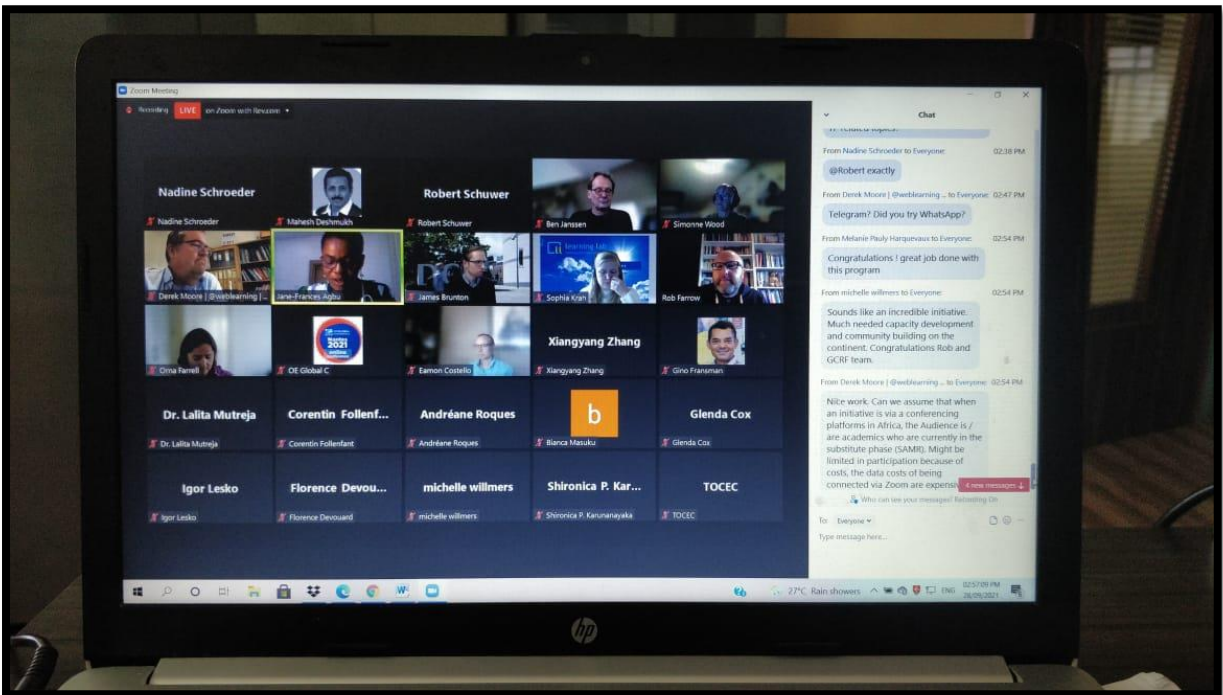 Zoom Meeting
Recording LIVE on Zoom with
Nadine Schroeder
Nadine Schroeder
Mahesh Deshmukh
Robert Schuwer
Robert Schuwer
Ben Janssen
Simonne Wood
Derek Moore | @weblearning |...
Jane-Frances Agbu
James Brunton
learning lab
Sophia Kran
Rob Farrow
Orna Farrell
Nantes
2021
online
OE Global C
Eamon Costello
Xiangyang Zhang
Xiangyang Zhang
Gino Fransman
Dr. Lalita Mutreja
Dr. Lalita Mutreja
Corentin Follenf...
Corentin Follenfant
Andréane Roques
Andréane Roques
b
Bianca Masuku
Glenda Cox
Glenda Cox
Igor Lesko
Igor Lesko
Florence Devou...
Florence Devouard
michelle willmers
michelle willmers
Shironica P. Kar...
Shironica P. Karunanayaka
TOCEC
TOCEC
Chat
IT related topics.
From Nadine Schroeder to Everyone: 02:38 PM
@Robert exactly
From Derek Moore | @weblearning ... to Everyone: 02:47 PM
Telegram? Did you try WhatsApp?
From Melanie Pauly Harquevaux to Everyone: 02:54 PM
Congratulations ! great job done with
this program
From michelle willmers to Everyone: 02:54 PM
Sounds like an incredible initiative.
Much needed capacity development
and community building on the
continent. Congratulations Rob and
GCRF team.
From Derek Moore | @weblearning ... to Everyone: 02:54 PM
Nice work. Can we assume that when
an initiative is via a conferencing
platforms in Africa, the Audience is /
are academics who are currently in the
substitute phase (SAMR). Might be
limited in participation because of
costs, the data costs of being
connected via Zoom are expensiv
4 new messages ↓
Who can see your messages? Recording On
To: Everyone
Type message here...
27°C Rain showers
ENG
02:57:09 PM
28/09/2021
hp